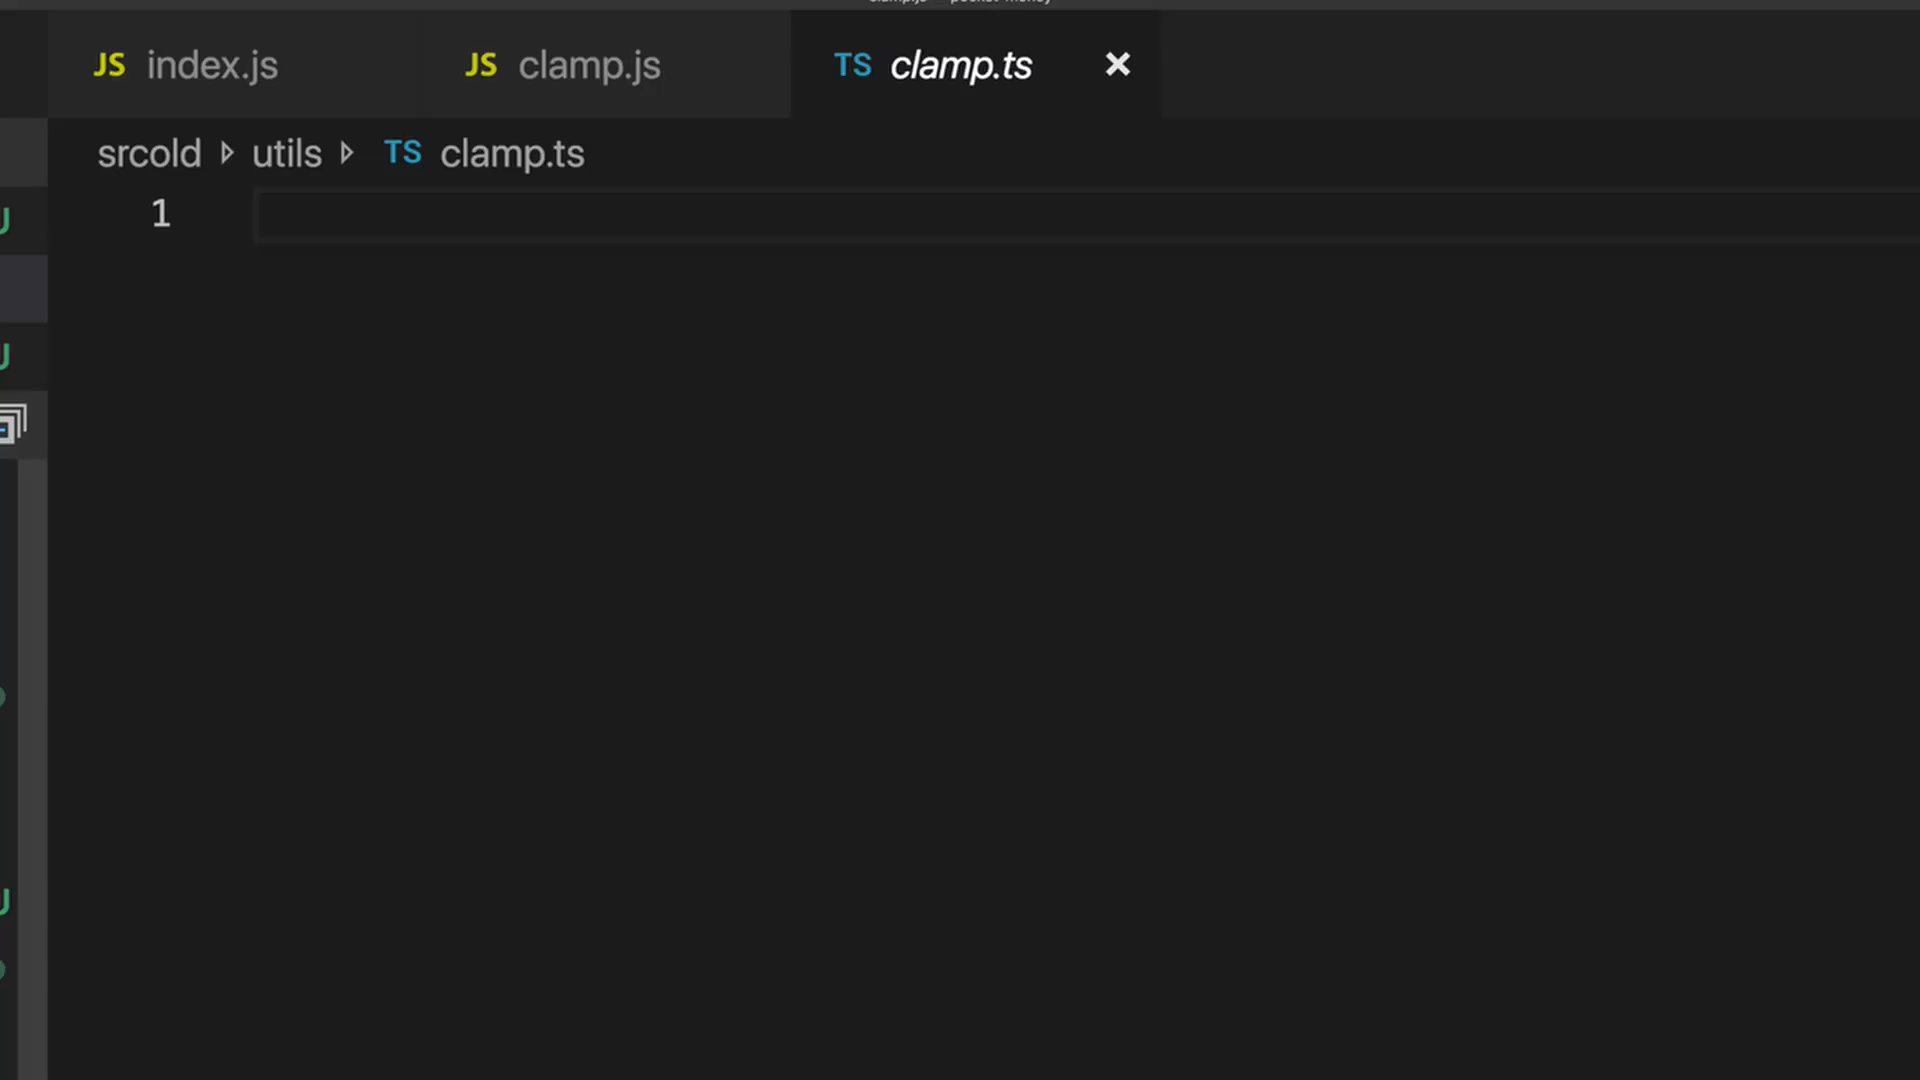 JS index.js JS clamp.js TS clamp.ts ×
srcold utils TS clamp.ts
1
U
U
U